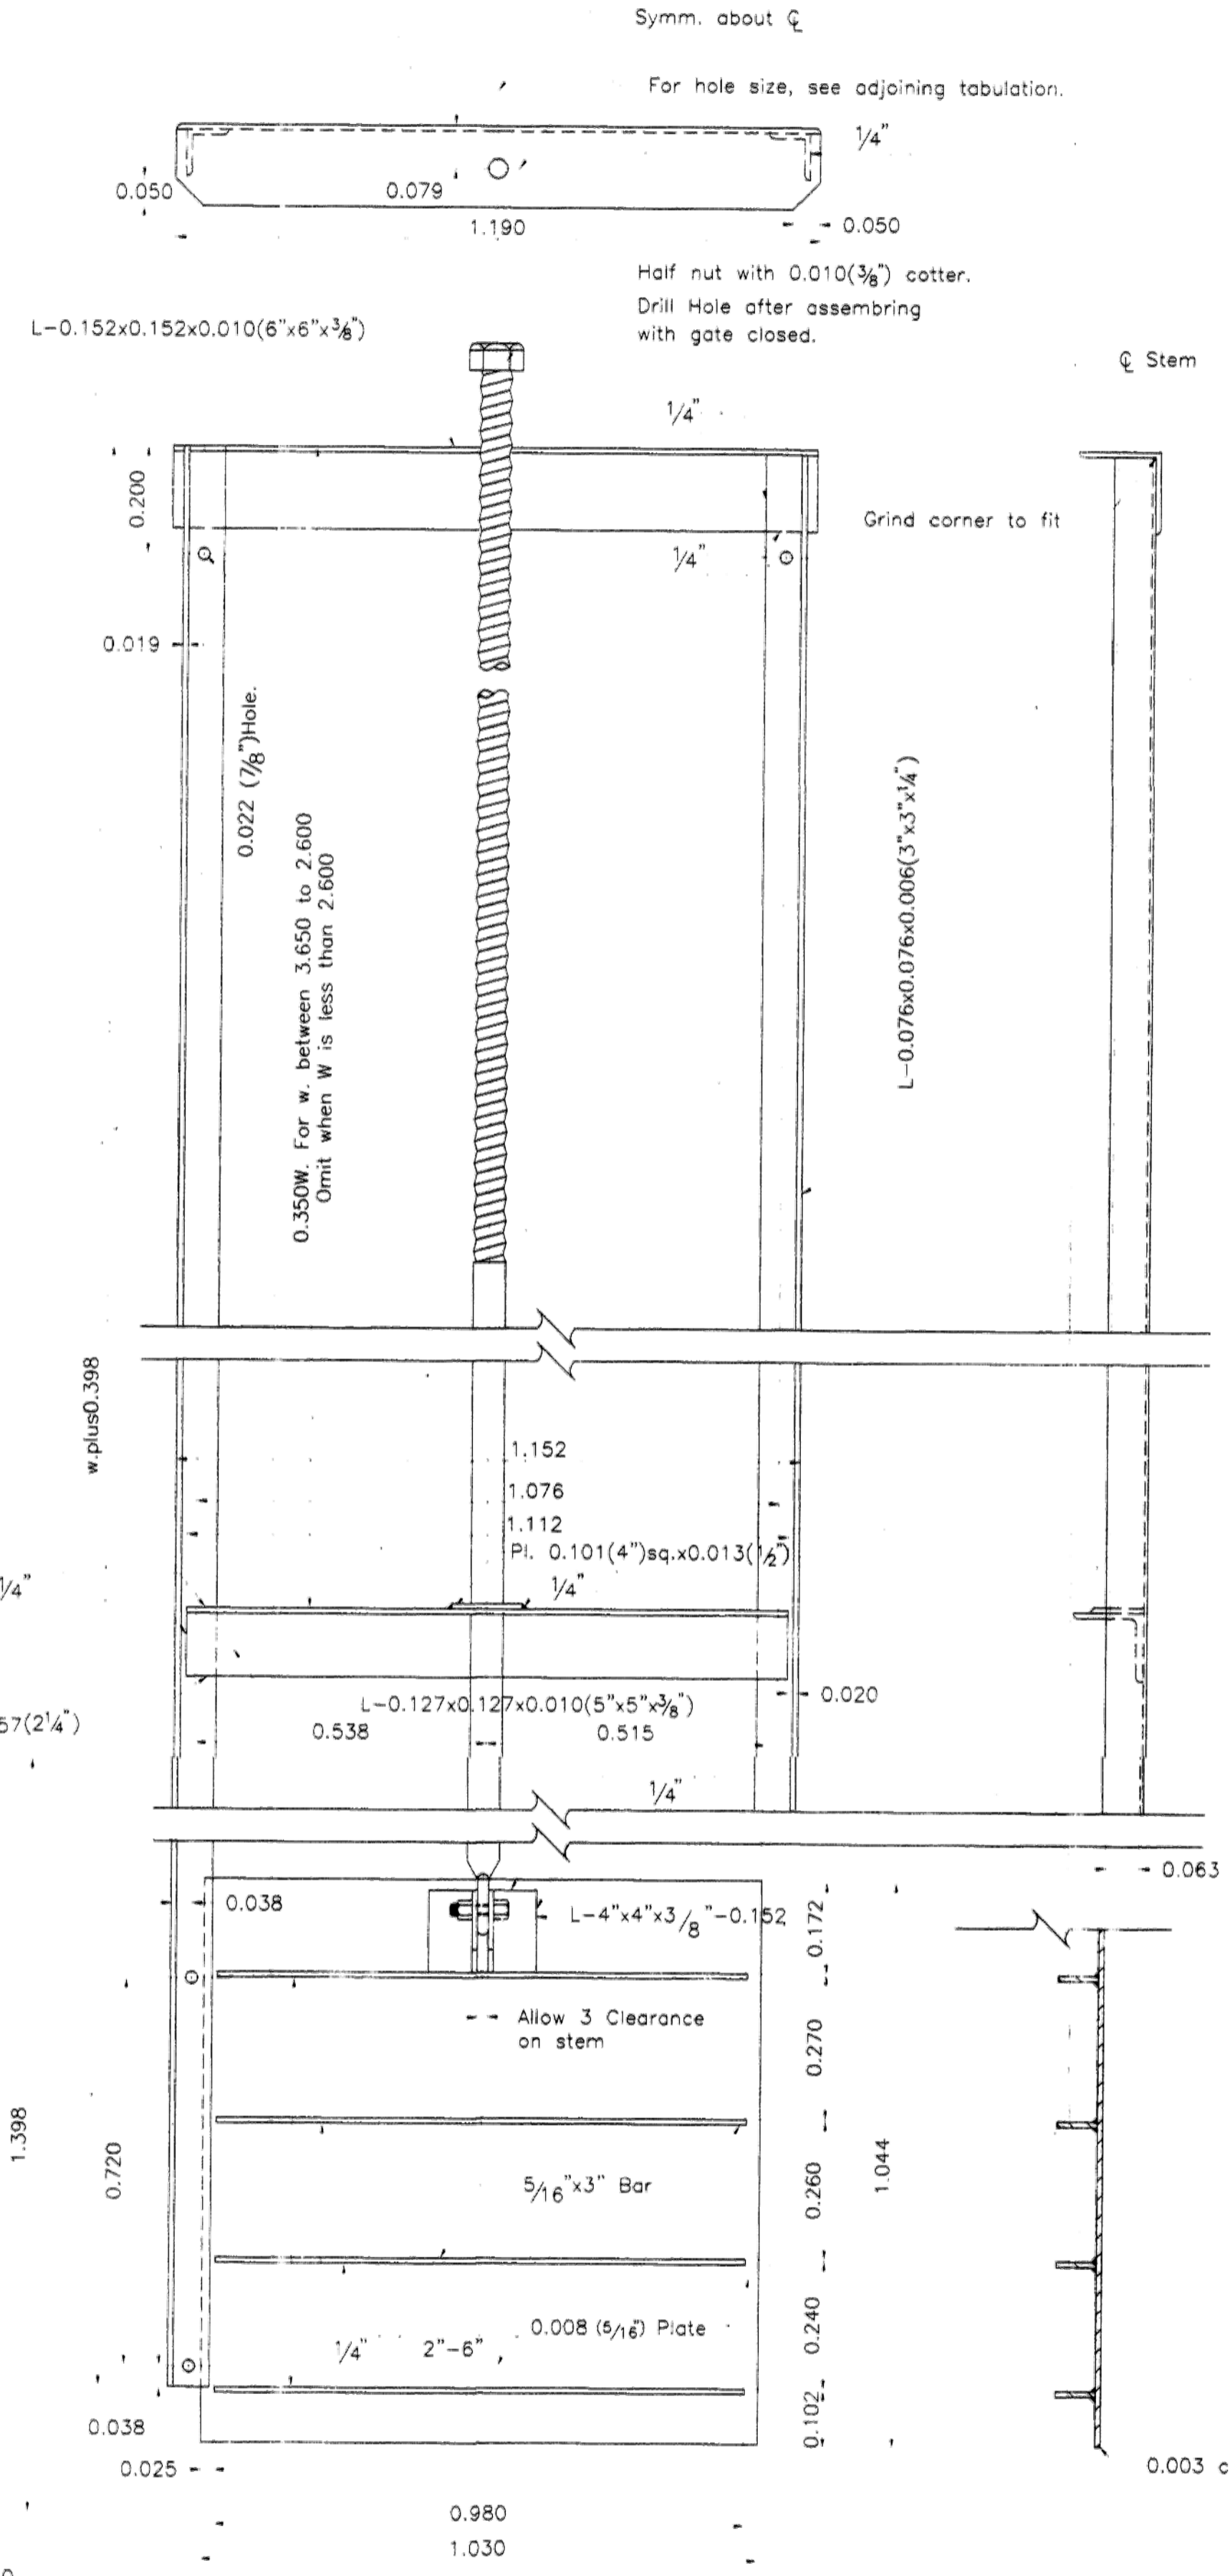 Symm. about ℄
For hole size, see adjoining tabulation.
1/4"
0.050
0.079
1.190
0.050
Half nut with 0.010(3/8") cotter.
Drill Hole after assembring
with gate closed.
L-0.152x0.152x0.010(6"x6"x3/8")
℄ Stem
1/4"
0.200
Grind corner to fit
1/4"
0.019
0.022 (7/8")Hole.
0.350W. For w. between 3.650 to 2.600
Omit when W is less than 2.600
L-0.076x0.076x0.006(3"x3"x1/4")
w.plus0.398
1.152
1.076
1.112
Pl. 0.101(4")sq.x0.013(1/2")
1/4"
1/4"
0.020
L-0.127x0.127x0.010(5"x5"x3/8")
57(2 1/4")
0.538
0.515
1/4"
0.063
0.038
L-4"x4"x3/8"-0.152
0.172
Allow 3 Clearance
on stem
0.270
1.398
0.720
5/16"x3" Bar
0.260
1.044
0.008 (5/16") Plate
1/4"
2"-6"
0.240
0.102
0.038
0.025
0.003 c
0.980
1.030